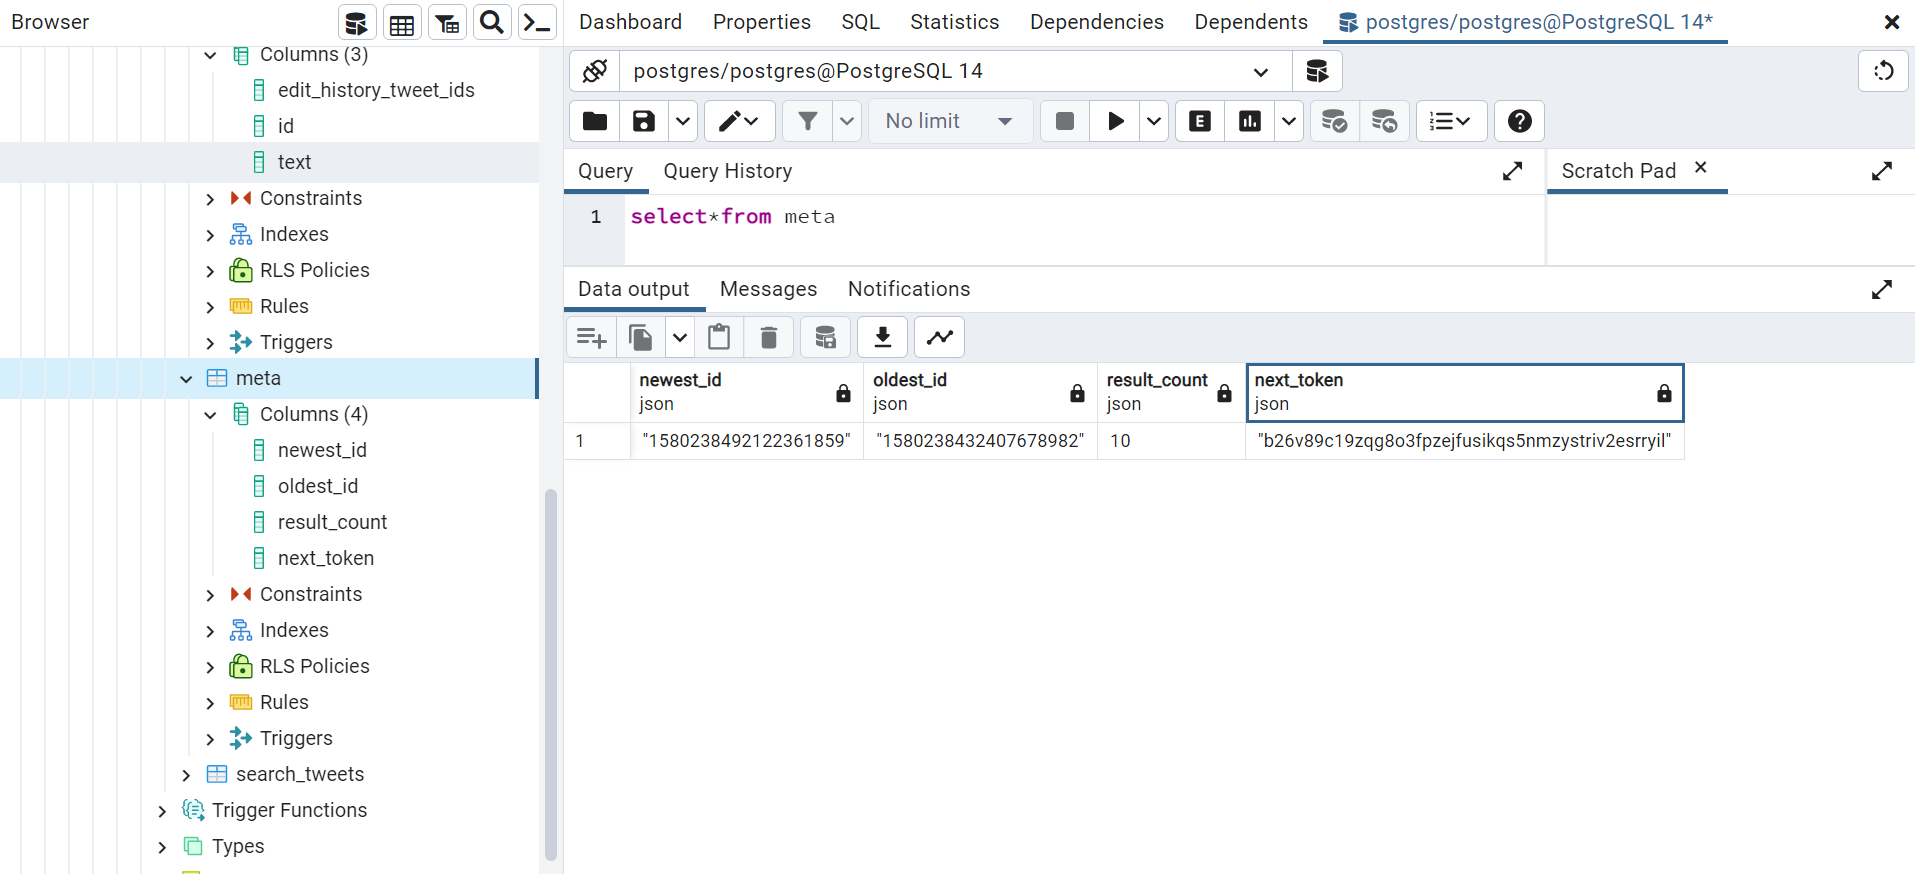 Browser
Dashboard Properties SQL Statistics Dependencies Dependents postgres/postgres@PostgreSQL 14*
Columns (3)
edit_history_tweet_ids
id
text
Constraints
Indexes
RLS Policies
Rules
Triggers
meta
Columns (4)
newest_id
oldest_id
result_count
next_token
Constraints
Indexes
RLS Policies
Rules
Triggers
search_tweets
Trigger Functions
Types
postgres/postgres@PostgreSQL 14
No limit
E
Query Query History
Scratch Pad
1 select*from meta
Data output Messages Notifications
newest_id oldest_id result_count next_token
json json json json
1 "1580238492122361859" "1580238432407678982" 10 "b26v89c19zqg8o3fpzejfusikqs5nmzystriv2esrryil"